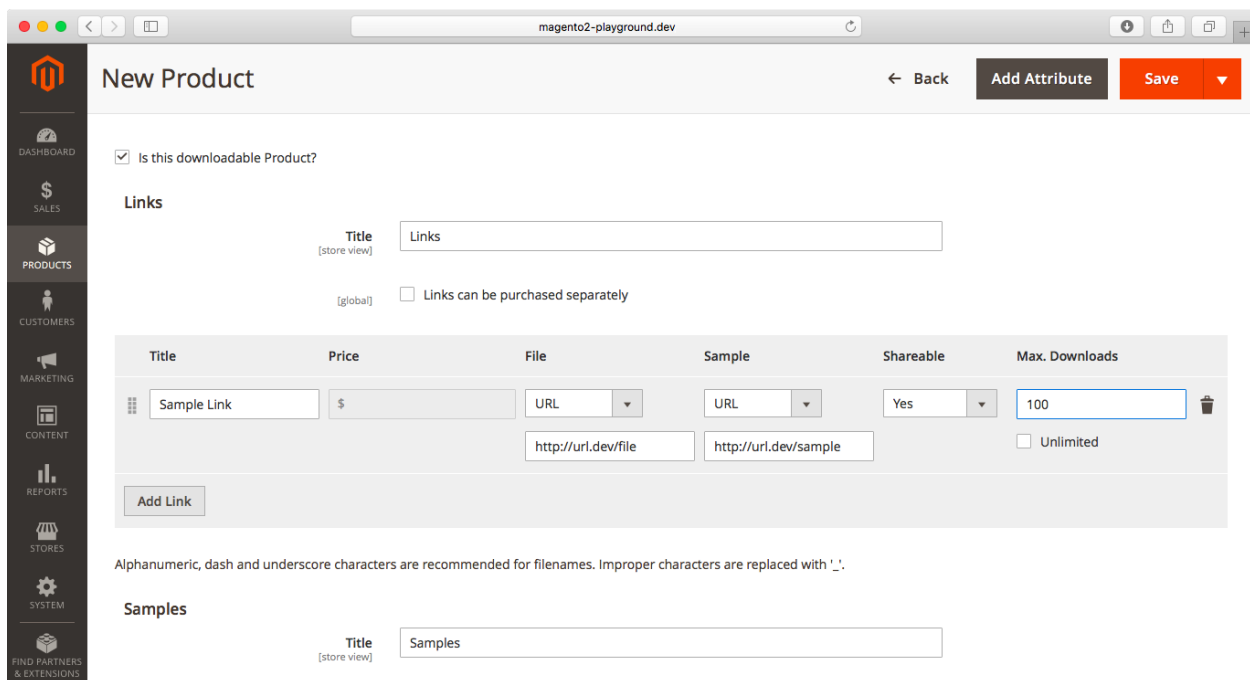 magento2-playground.dev
New Product
← Back
Add Attribute
Save
DASHBOARD
$
SALES
PRODUCTS
CUSTOMERS
MARKETING
CONTENT
REPORTS
STORES
SYSTEM
FIND PARTNERS
& EXTENSIONS
Is this downloadable Product?
Links
Title
[store view]
Links
[global]
Links can be purchased separately
Title Price File Sample Shareable Max. Downloads
Sample Link $ URL URL Yes 100
http://url.dev/file http://url.dev/sample Unlimited
Add Link
Alphanumeric, dash and underscore characters are recommended for filenames. Improper characters are replaced with '_'.
Samples
Title
[store view]
Samples